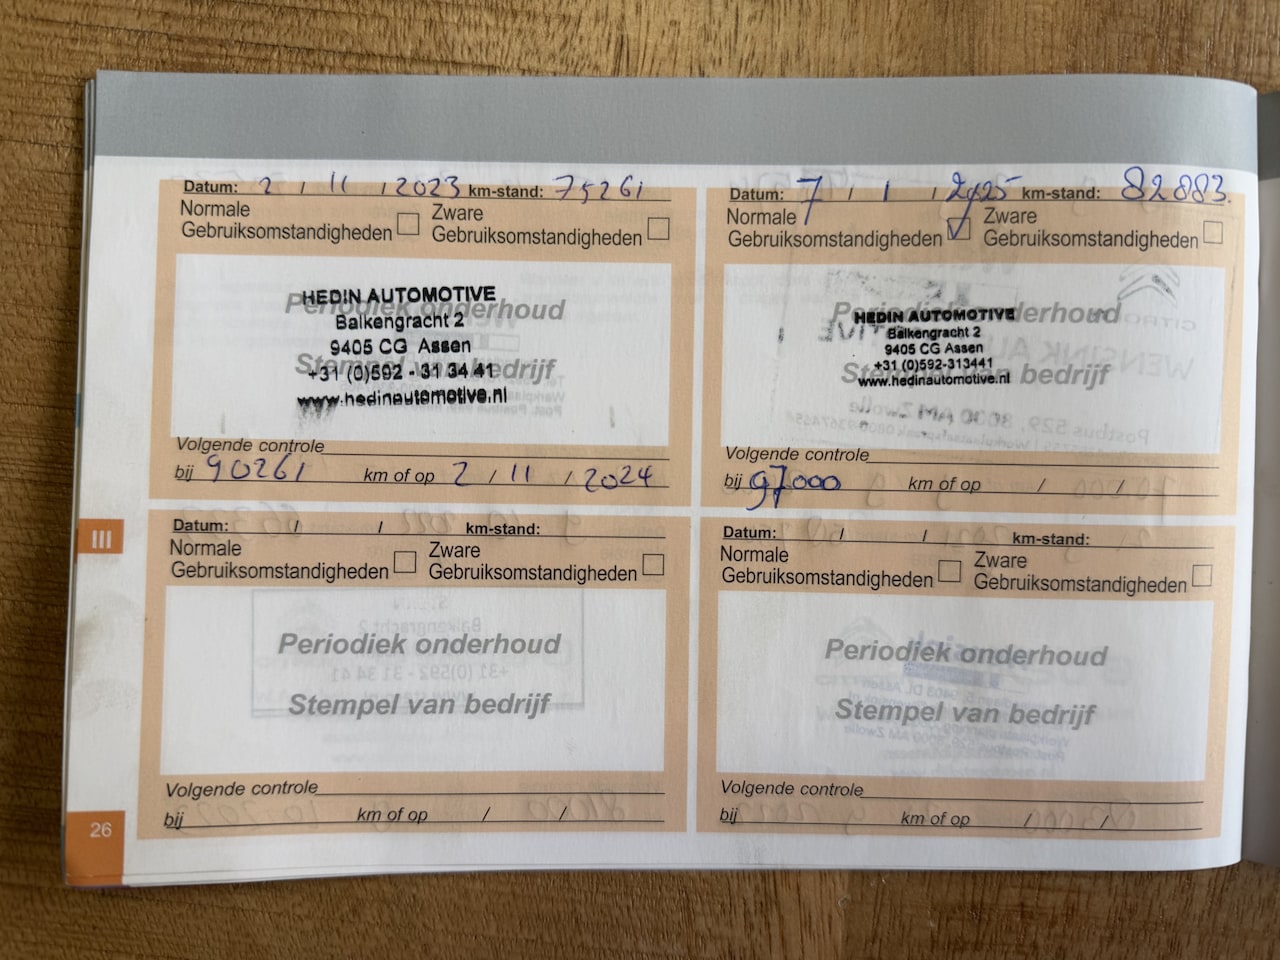 Datum: 2 / 11 / 2023 km-stand: 75261
Normale Gebruiksomstandigheden
Zware Gebruiksomstandigheden
HEDIN AUTOMOTIVE
Periodiek onderhoud
Balkengracht 2
9405 CG Assen
Stempel van bedrijf
+31 (0)592 - 31 34 41
www.hedinautomotive.nl
Volgende controle
bij 90261 km of op 2 / 11 / 2024
Datum: 7 / 1 / 2025 km-stand: 82883.
Normale Gebruiksomstandigheden
Zware Gebruiksomstandigheden
Periodiek onderhoud
HEDIN AUTOMOTIVE
Balkengracht 2
9405 CG Assen
+31 (0)592-313441
Stempel van bedrijf
www.hedinautomotive.nl
Volgende controle
bij 97000 km of op / /
III
Datum: / / km-stand:
Normale Gebruiksomstandigheden
Zware Gebruiksomstandigheden
Periodiek onderhoud
Stempel van bedrijf
Volgende controle
bij km of op / /
Datum: / / km-stand:
Normale Gebruiksomstandigheden
Zware Gebruiksomstandigheden
Periodiek onderhoud
Stempel van bedrijf
Volgende controle
bij km of op / /
26